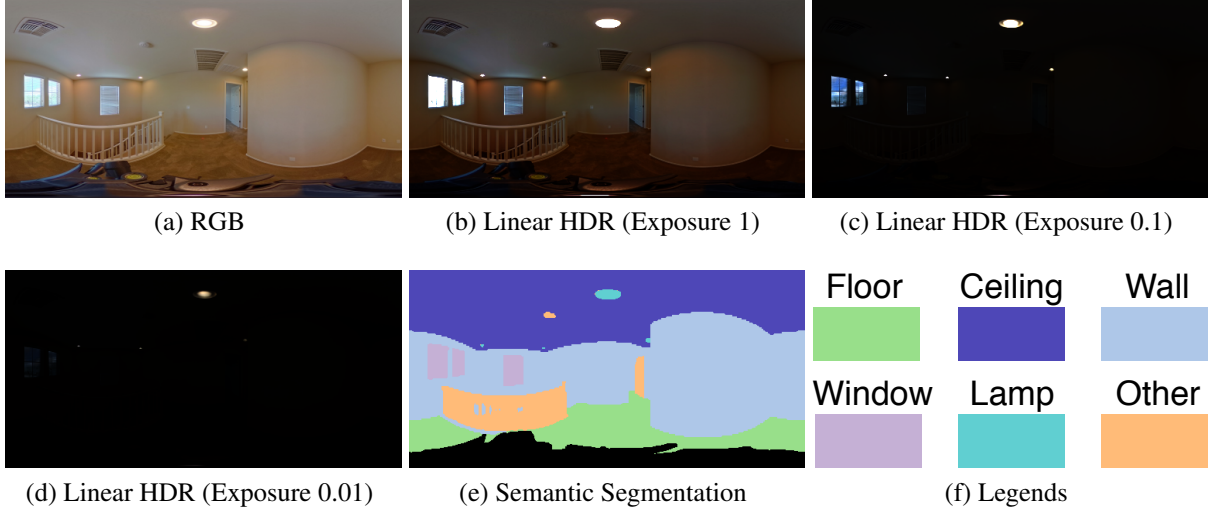 (a) RGB
(b) Linear HDR (Exposure 1)
(c) Linear HDR (Exposure 0.1)
Floor Ceiling Wall
Window Lamp Other
(d) Linear HDR (Exposure 0.01)
(e) Semantic Segmentation
(f) Legends